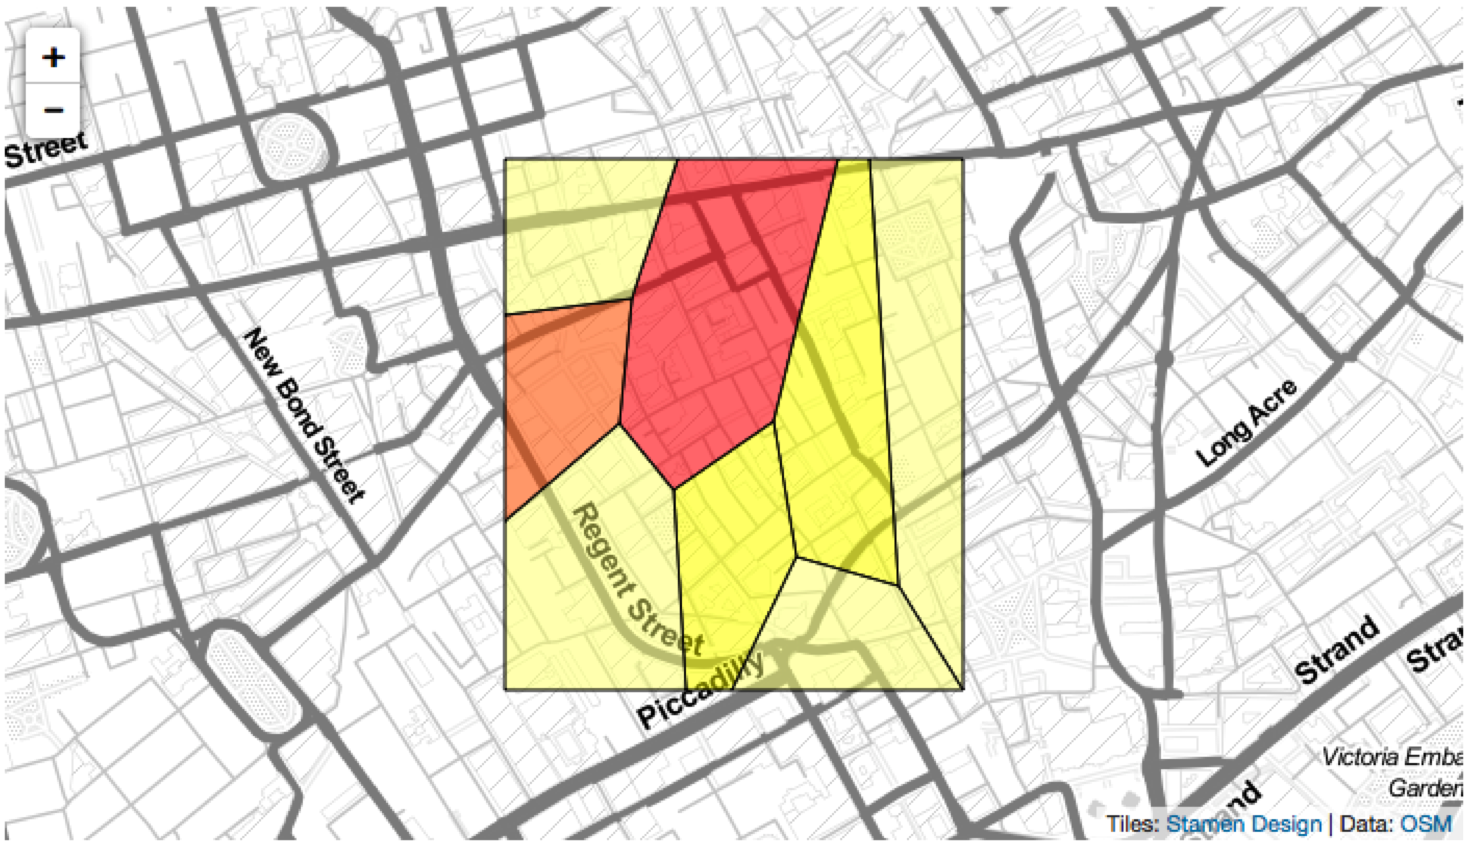 +
−
Street
New Bond Street
Long Acre
Regent Street
Piccadilly
Strand
Stra
Victoria Emba
Garden
Strand
Tiles: Stamen Design | Data: OSM